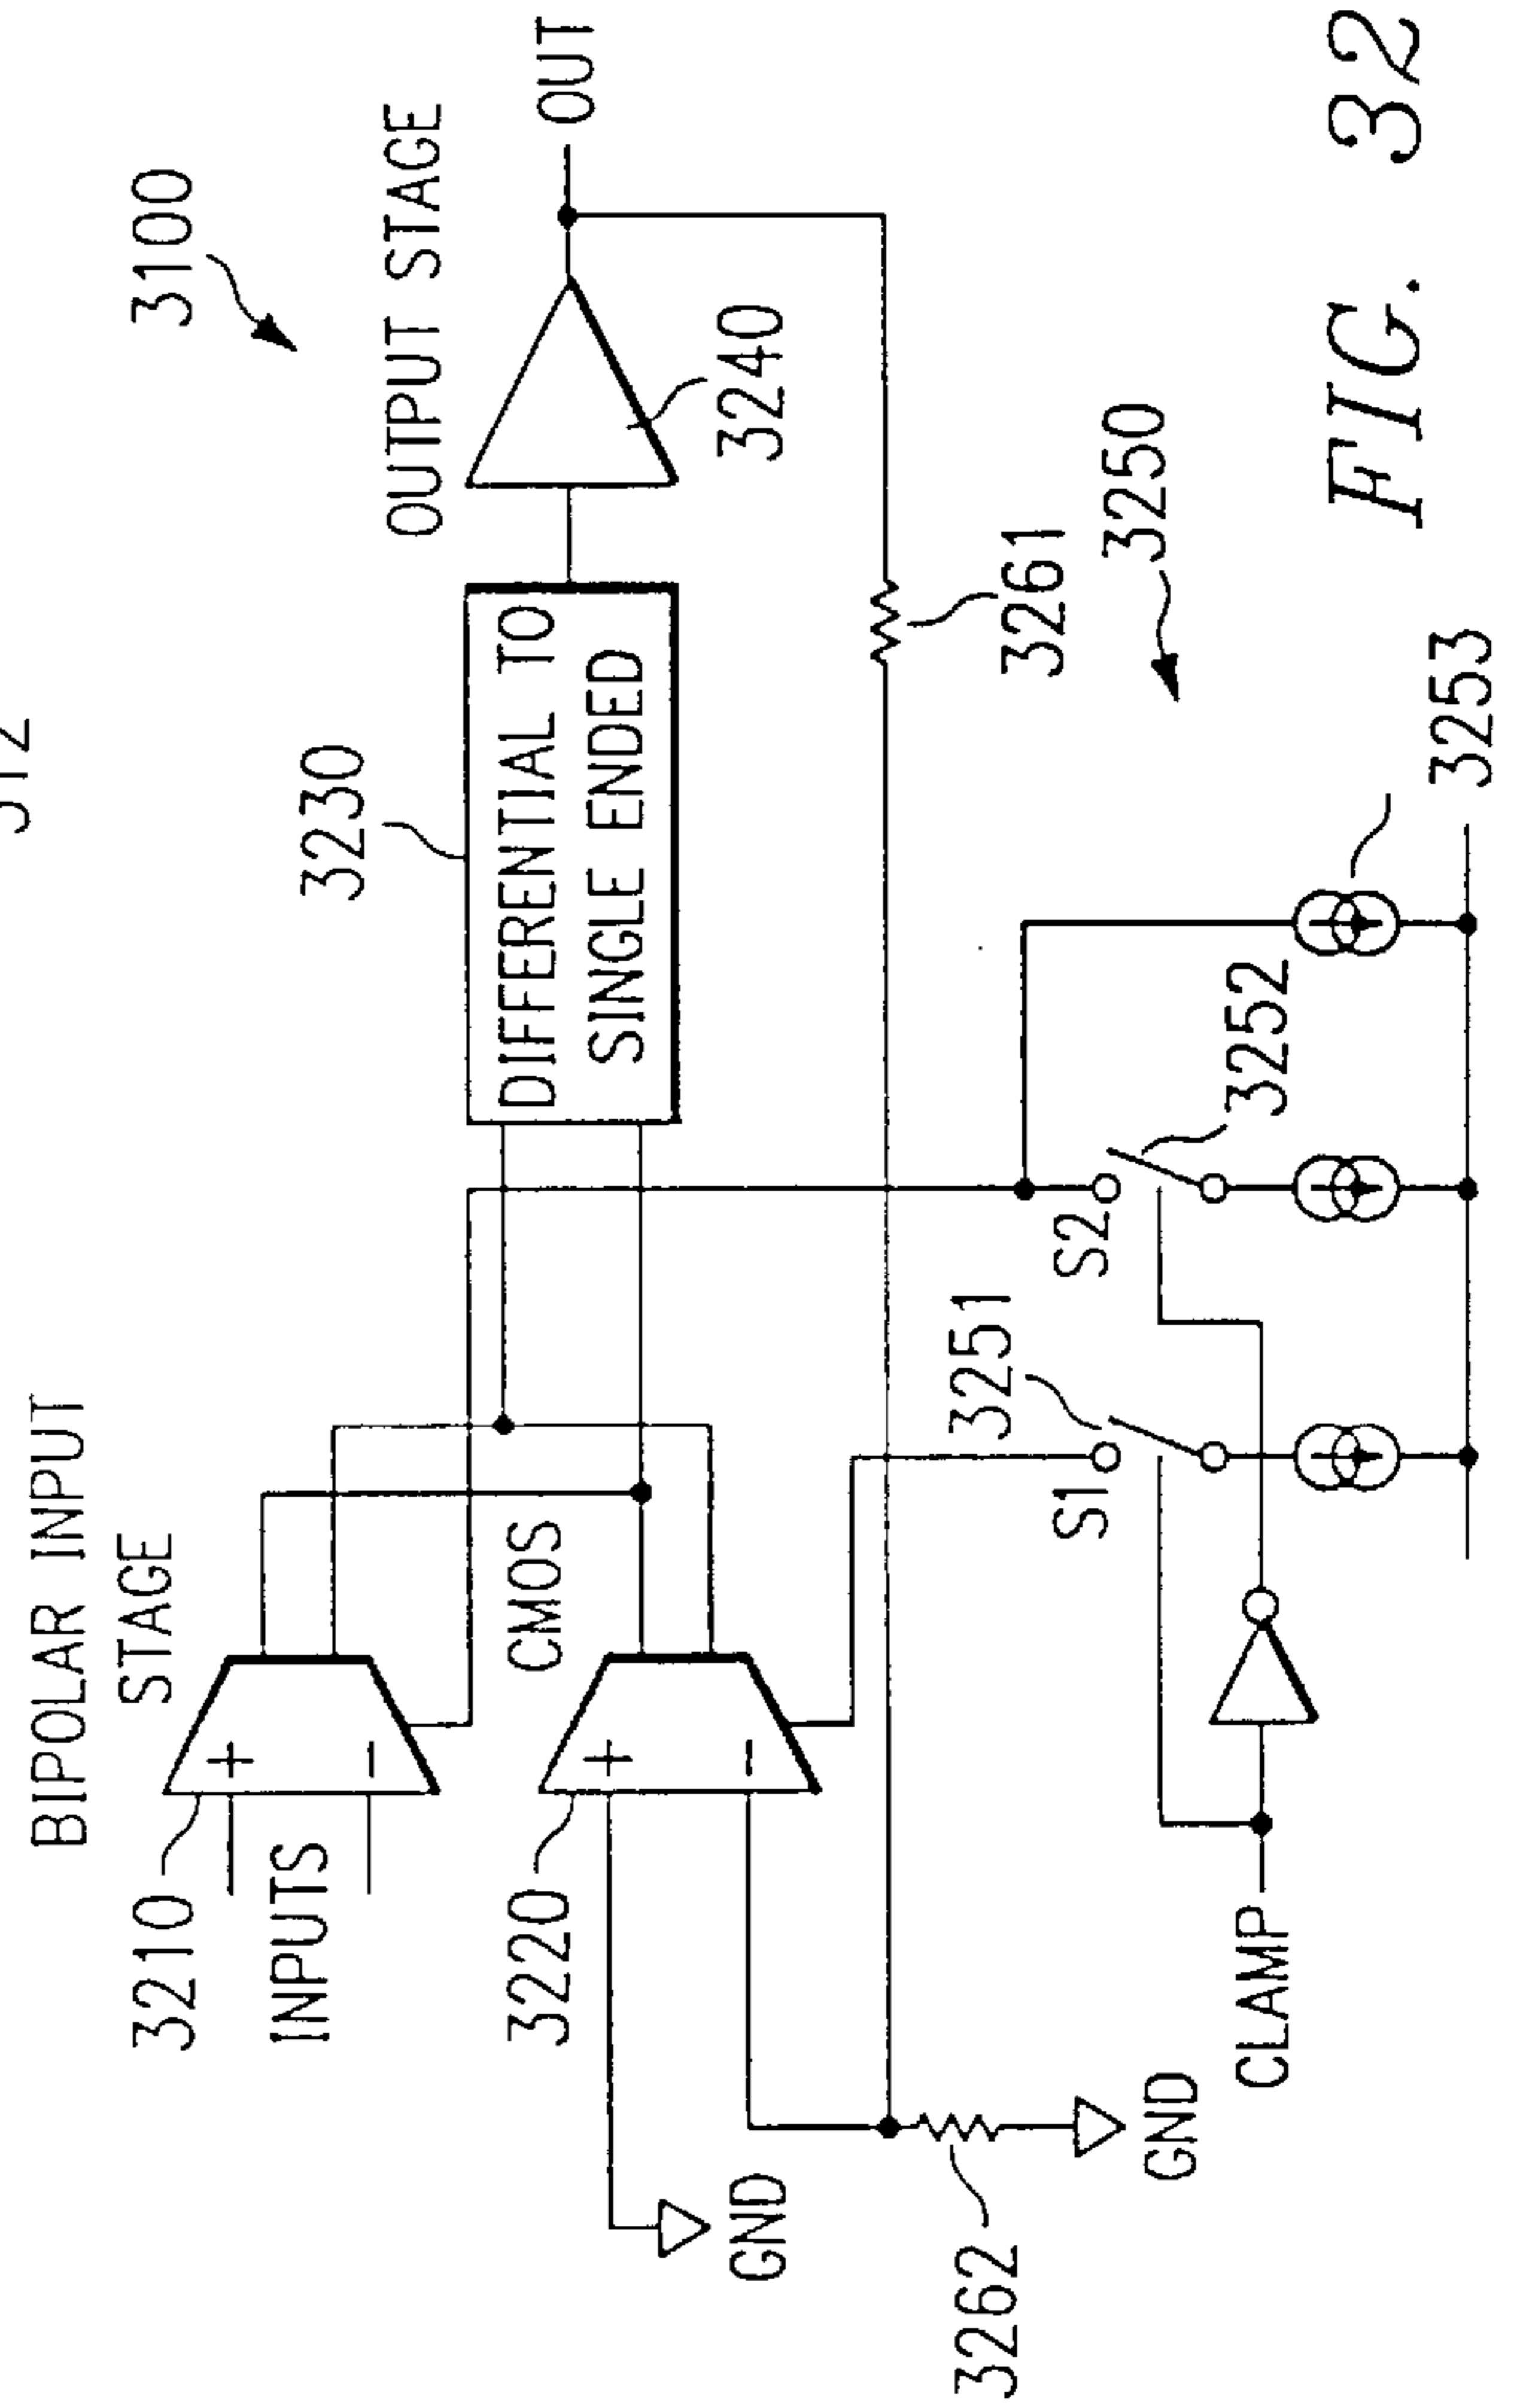 3100
BIPOLAR INPUT
STAGE
OUTPUT STAGE
3210
+
-
INPUTS
3230
DIFFERENTIAL TO
SINGLE ENDED
OUT
3240
CMOS
3220
+
-
GND
3261
3262
GND
3251
S1
S2
3252
3250
CLAMP
3253
FIG. 32